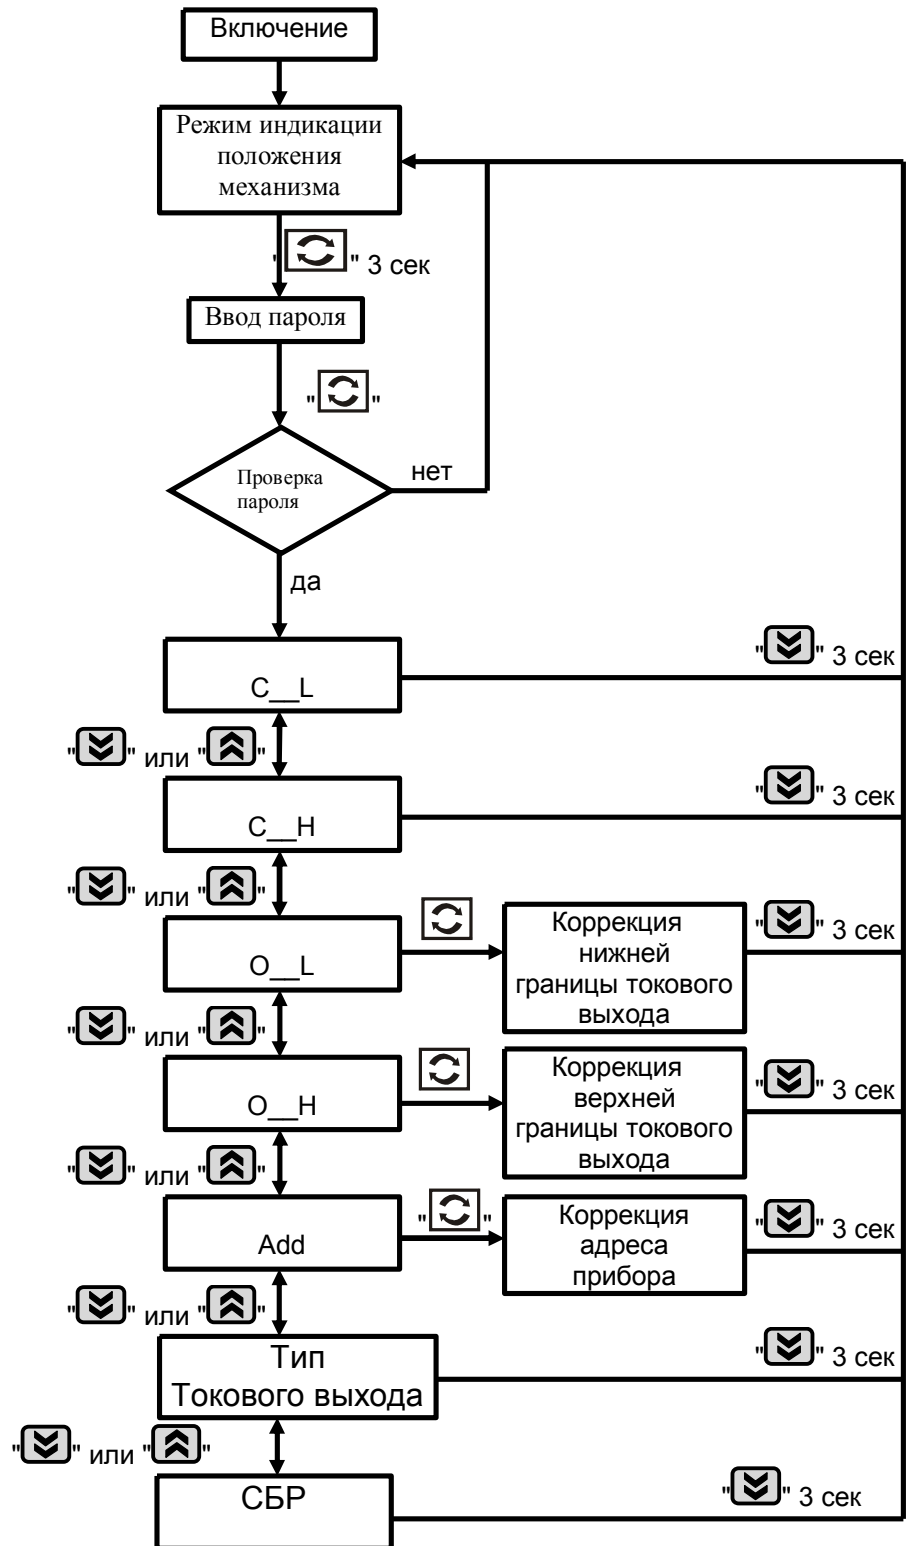 Включение
Режим индикации
положения
механизма
" " 3 сек
Ввод пароля
" "
Проверка
пароля
нет
да
C__L
" " 3 сек
" " или " "
C__H
" " 3 сек
" " или " "
O__L
Коррекция
нижней
границы токового
выхода
" " 3 сек
" " или " "
O__H
Коррекция
верхней
границы токового
выхода
" " 3 сек
" " или " "
Add
" "
Коррекция
адреса
прибора
" " 3 сек
" " или " "
Тип
Токового выхода
" " 3 сек
" " или " "
СБР
" " 3 сек